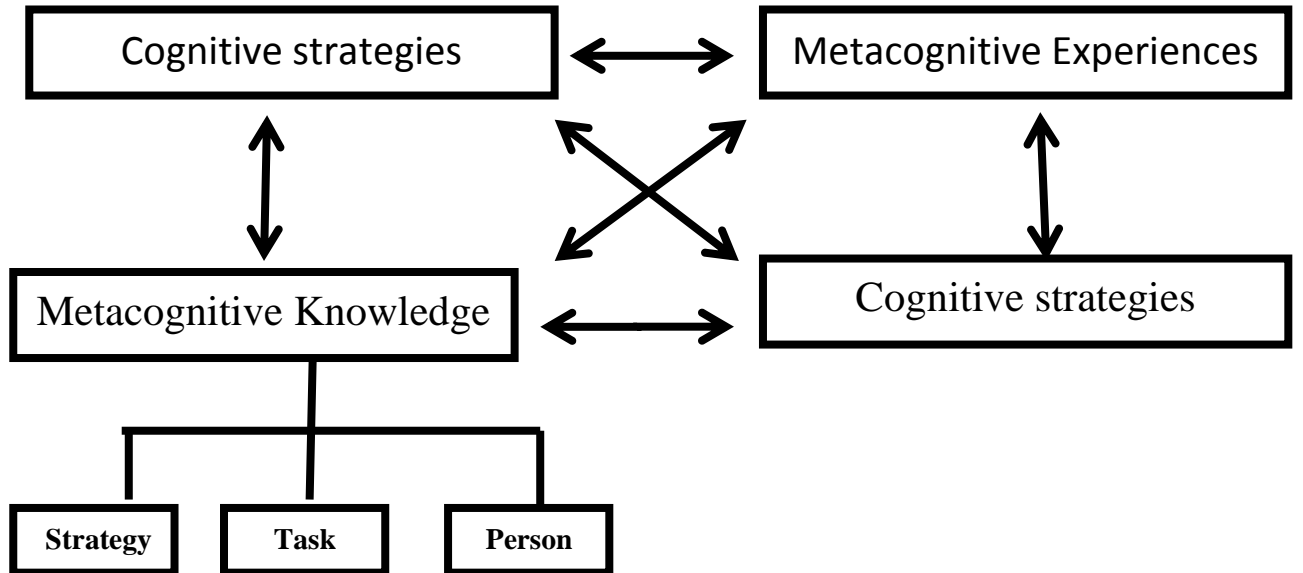 Cognitive strategies
Metacognitive Experiences
Metacognitive Knowledge
Cognitive strategies
Strategy
Task
Person